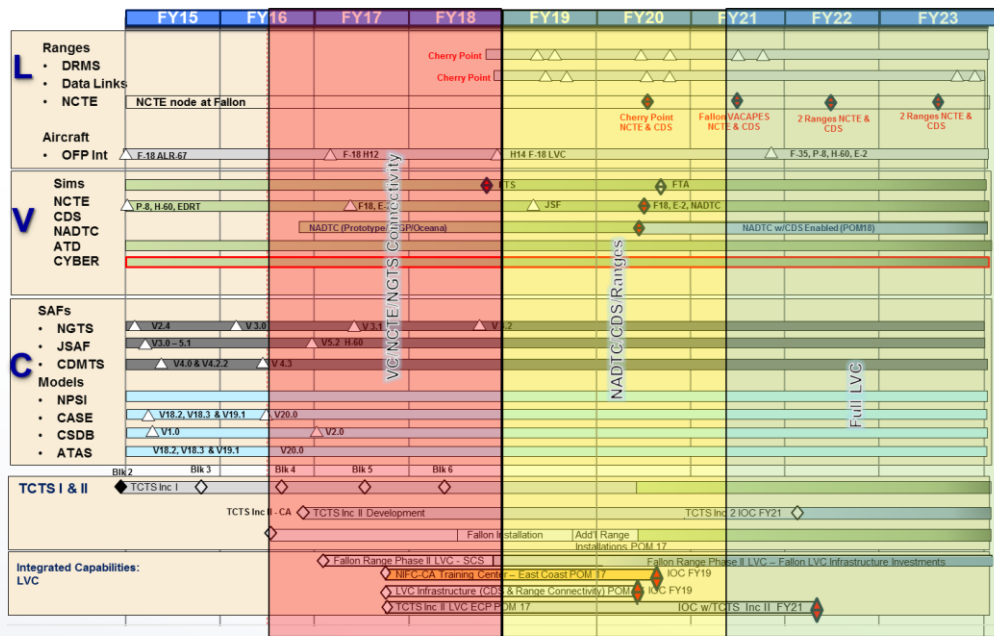 FY15 FY16 FY17 FY18 FY19 FY20 FY21 FY22 FY23
L
Ranges
• DRMS
Cherry Point
• Data Links
Cherry Point
• NCTE
NCTE node at Fallon
Cherry Point
NCTE & CDS
Fallon VACAPES
NCTE & CDS
2 Ranges NCTE &
CDS
2 Ranges NCTE &
CDS
Aircraft
• OFP Int
F-18 ALR-67
F-18 H12
H14 F-18 LVC
F-35, P-8, H-60, E-2
V
Sims
FTA
NCTE
P-8, H-60, EDRT
F18, E-2
JSF
F18, E-2, NADTC
CDS
NADTC
NADTC (Prototype/
/Oceana)
NADTC w/CDS Enabled (POM18)
ATD
CYBER
VC/NCTE/NGTS Connectivity
NADTC/CDS/Ranges
Full LVC
C
SAFs
• NGTS
V2.4
V 3.0
V 3.1
• JSAF
V3.0 – 5.1
V5.2 H-60
• CDMTS
V4.0 & V4.2.2
V 4.3
Models
• NPSI
• CASE
V18.2, V18.3 & V19.1
V20.0
• CSDB
V1.0
V2.0
• ATAS
V18.2, V18.3 & V19.1
V20.0
Blk 2
Blk 3
Blk 4
Blk 5
Blk 6
TCTS I & II
TCTS Inc I
TCTS Inc II - CA
TCTS Inc II Development
TCTS Inc 2 IOC FY21
Fallon Installation
Add'l Range
Installations POM 17
Integrated Capabilities:
LVC
Fallon Range Phase II LVC - SCS
Fallon Range Phase II LVC – Fallon LVC Infrastructure Investments
NIFC-CA Training Center – East Coast POM 17
IOC FY19
LVC Infrastructure (CDS & Range Connectivity) POM
IOC FY19
TCTS Inc II LVC ECP POM 17
IOC w/TCTS Inc II FY21